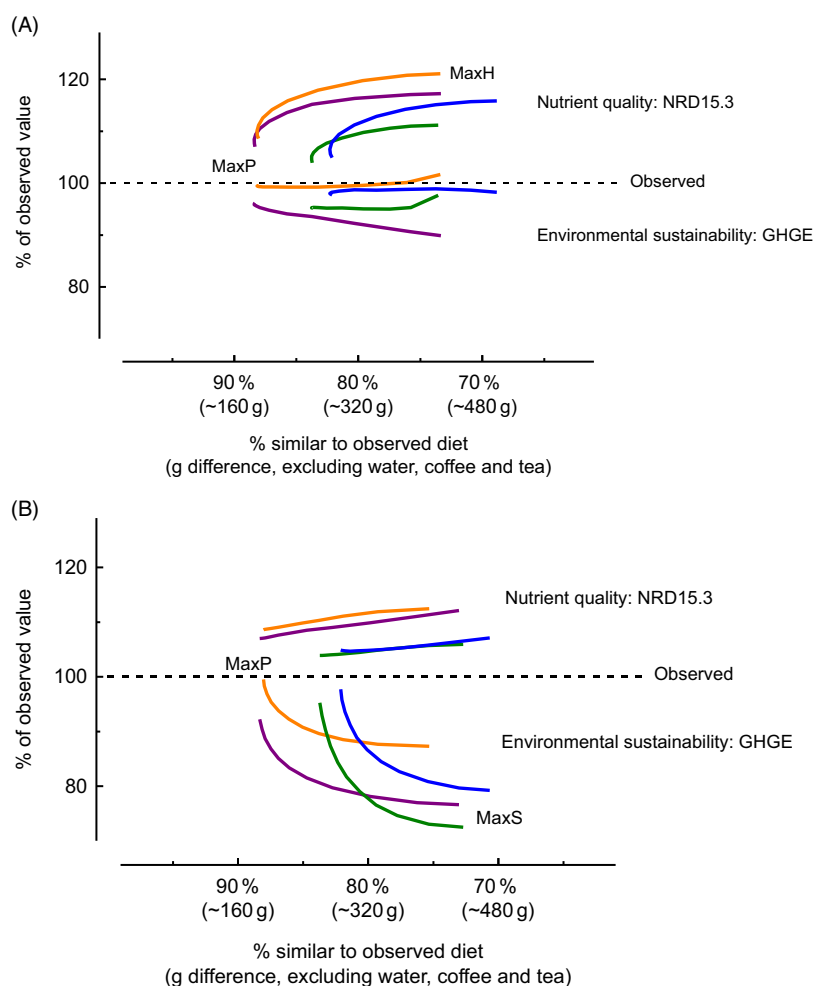 (A)
120
100
80
% of observed value
MaxH
Nutrient quality: NRD15.3
MaxP
Observed
Environmental sustainability: GHGE
90 % 80 % 70 %
(~160 g) (~320 g) (~480 g)
% similar to observed diet
(g difference, excluding water, coffee and tea)
(B)
120
100
80
% of observed value
Nutrient quality: NRD15.3
MaxP
Observed
Environmental sustainability: GHGE
MaxS
90 % 80 % 70 %
(~160 g) (~320 g) (~480 g)
% similar to observed diet
(g difference, excluding water, coffee and tea)